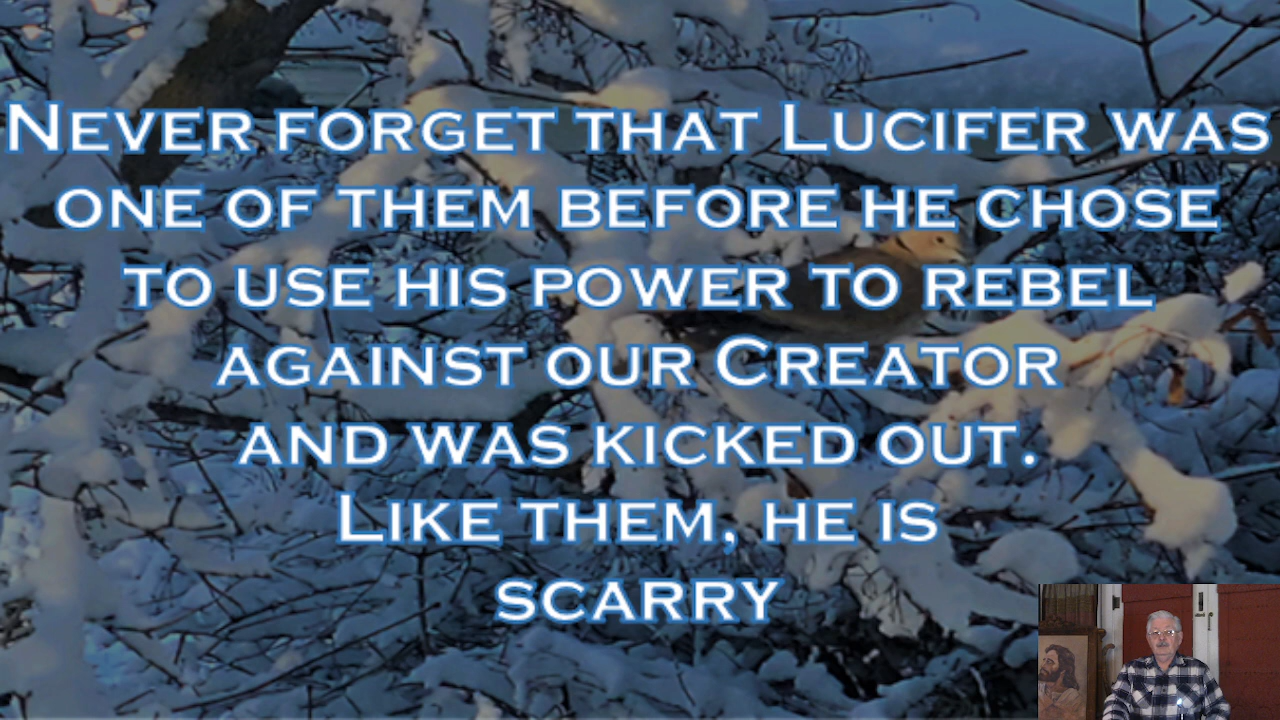 Never forget that Lucifer was
one of them before he chose
to use his power to rebel
against our Creator
and was kicked out.
Like them, he is
scarry